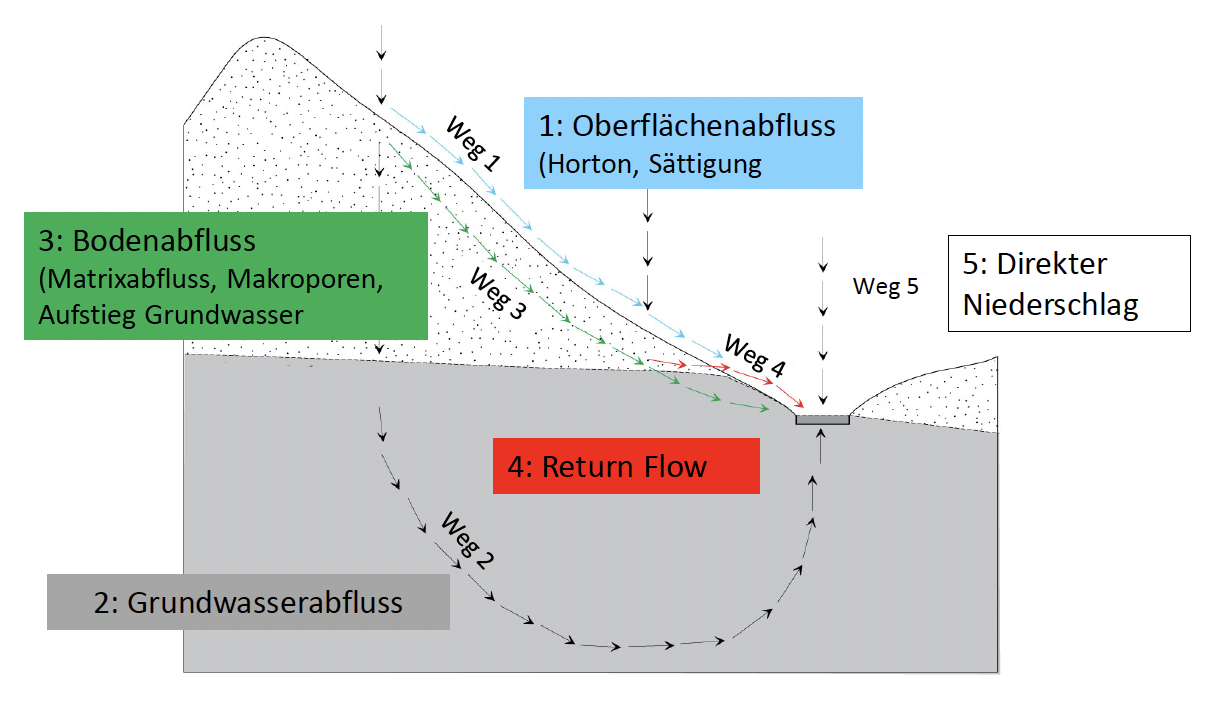 Weg 1
1: Oberflächenabfluss
(Horton, Sättigung
3: Bodenabfluss
(Matrixabfluss, Makroporen,
Aufstieg Grundwasser
Weg 3
Weg 5
5: Direkter
Niederschlag
Weg 4
4: Return Flow
Weg 2
2: Grundwasserabfluss